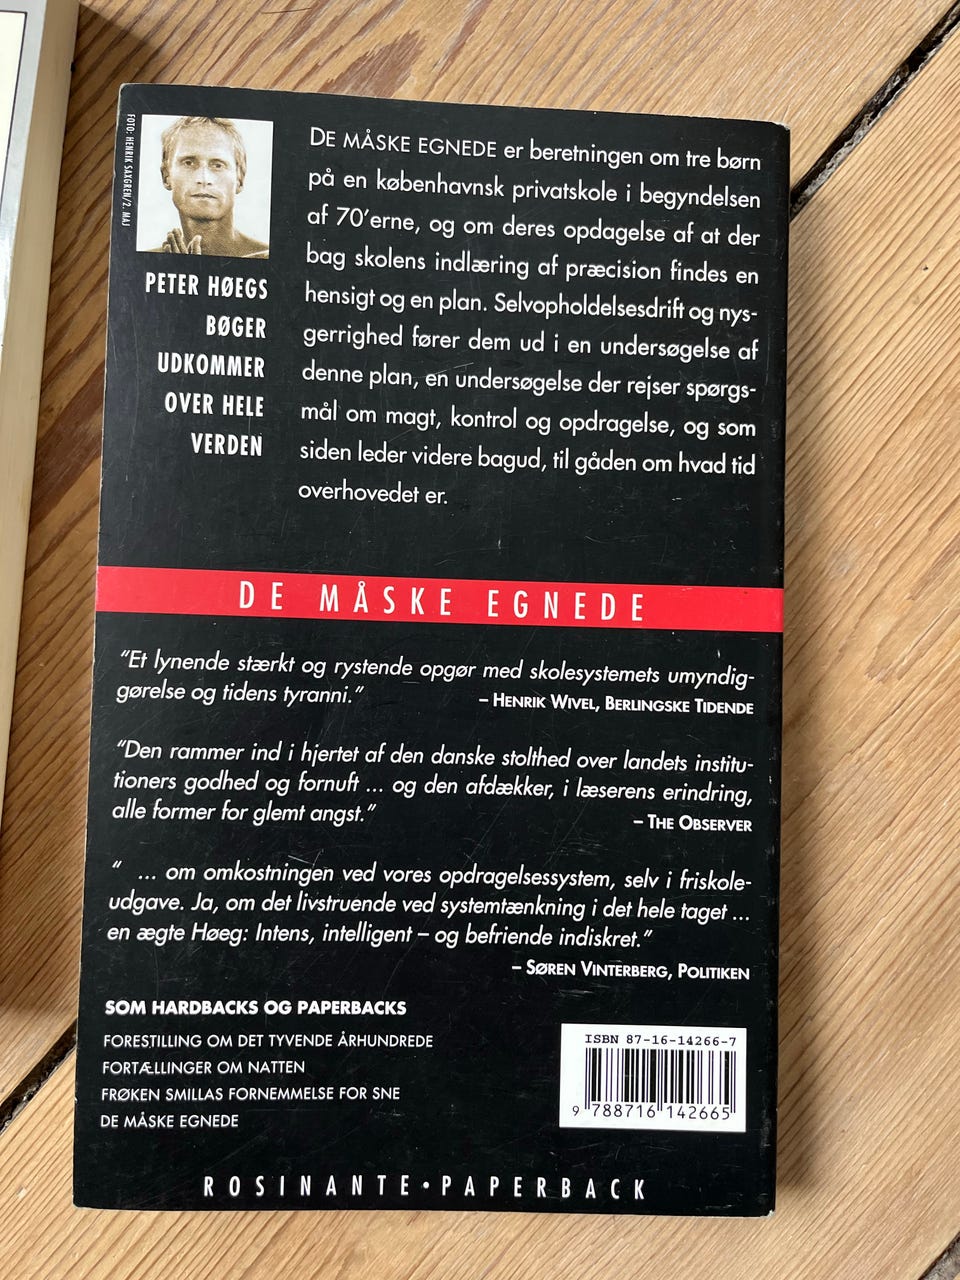 FOTO: HENRIK SAXGREN/2. MAJ
PETER HØEGS
BØGER
UDKOMMER
OVER HELE
VERDEN
DE MÅSKE EGNEDE er beretningen om tre børn
på en københavnsk privatskole i begyndelsen
af 70'erne, og om deres opdagelse af at der
bag skolens indlæring af præcision findes en
hensigt og en plan. Selvopholdelsesdrift og nys-
gerrighed fører dem ud i en undersøgelse af
denne plan, en undersøgelse der rejser spørgs-
mål om magt, kontrol og opdragelse, og som
siden leder videre bagud, til gåden om hvad tid
overhovedet er.
DE MÅSKE EGNEDE
"Et lynende stærkt og rystende opgør med skolesystemets umyndig-
gørelse og tidens tyranni."
– HENRIK WIVEL, BERLINGSKE TIDENDE
"Den rammer ind i hjertet af den danske stolthed over landets institu-
tioners godhed og fornuft ... og den afdækker, i læserens erindring,
alle former for glemt angst."
– THE OBSERVER
" ... om omkostningen ved vores opdragelsessystem, selv i friskole-
udgave. Ja, om det livstruende ved systemtænkning i det hele taget ...
en ægte Høeg: Intens, intelligent – og befriende indiskret."
– SØREN VINTERBERG, POLITIKEN
SOM HARDBACKS OG PAPERBACKS
FORESTILLING OM DET TYVENDE ÅRHUNDREDE
FORTÆLLINGER OM NATTEN
FRØKEN SMILLAS FORNEMMELSE FOR SNE
DE MÅSKE EGNEDE
ISBN 87-16-14266-7
9 788716 142665
ROSINANTE • PAPERBACK